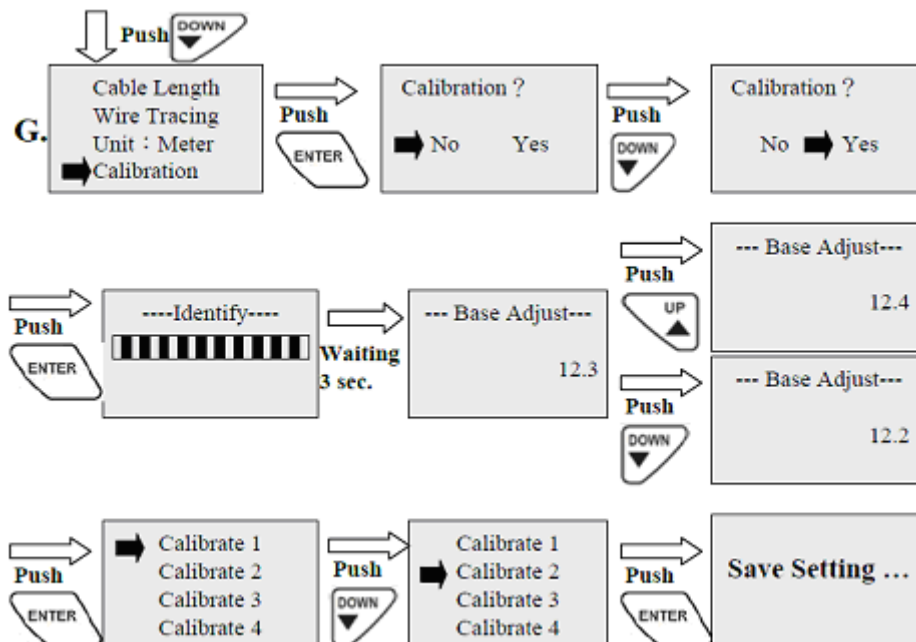 Push DOWN
G.
Cable Length
Wire Tracing
Unit：Meter
Calibration
Push
ENTER
Calibration ?
No Yes
Push
DOWN
Calibration ?
No Yes
Push
ENTER
----Identify----
Waiting
3 sec.
--- Base Adjust---
12.3
Push
UP
--- Base Adjust---
12.4
Push
DOWN
--- Base Adjust---
12.2
Push
ENTER
Calibrate 1
Calibrate 2
Calibrate 3
Calibrate 4
Push
DOWN
Calibrate 1
Calibrate 2
Calibrate 3
Calibrate 4
Push
ENTER
Save Setting ...